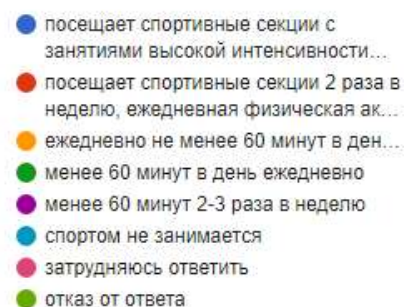 посещает спортивные секции с
занятиями высокой интенсивности...
посещает спортивные секции 2 раза в
неделю, ежедневная физическая ак...
ежедневно не менее 60 минут в ден...
менее 60 минут в день ежедневно
менее 60 минут 2-3 раза в неделю
спортом не занимается
затрудняюсь ответить
отказ от ответа